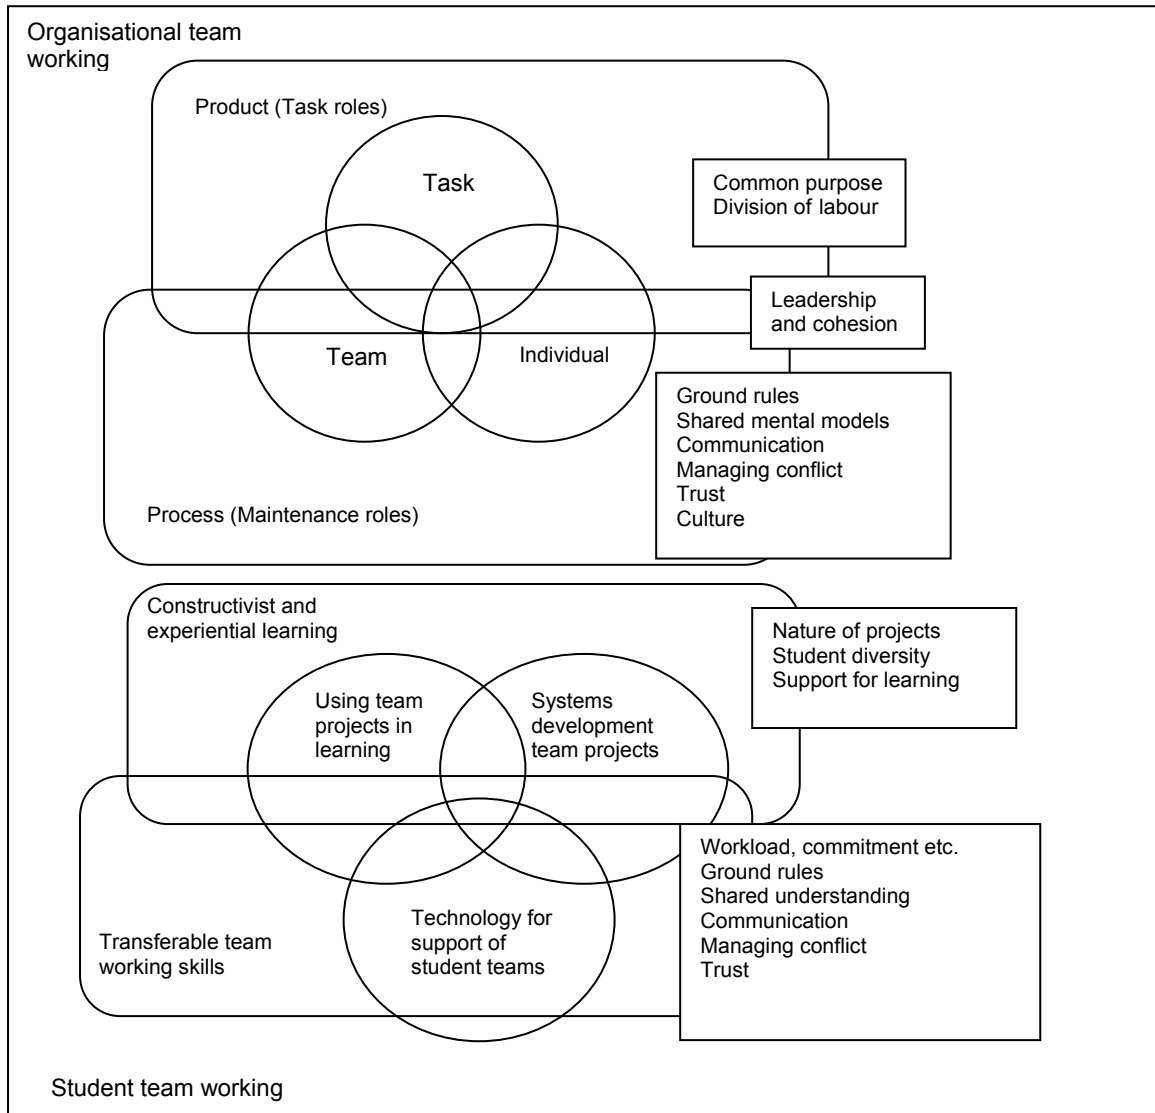 Organisational team
working
Product (Task roles)
Task
Common purpose
Division of labour
Leadership
and cohesion
Team
Individual
Ground rules
Shared mental models
Communication
Managing conflict
Trust
Culture
Process (Maintenance roles)
Constructivist and
experiential learning
Nature of projects
Student diversity
Support for learning
Using team
projects in
learning
Systems
development
team projects
Workload, commitment etc.
Ground rules
Shared understanding
Communication
Managing conflict
Trust
Technology for
support of
student teams
Transferable team
working skills
Student team working